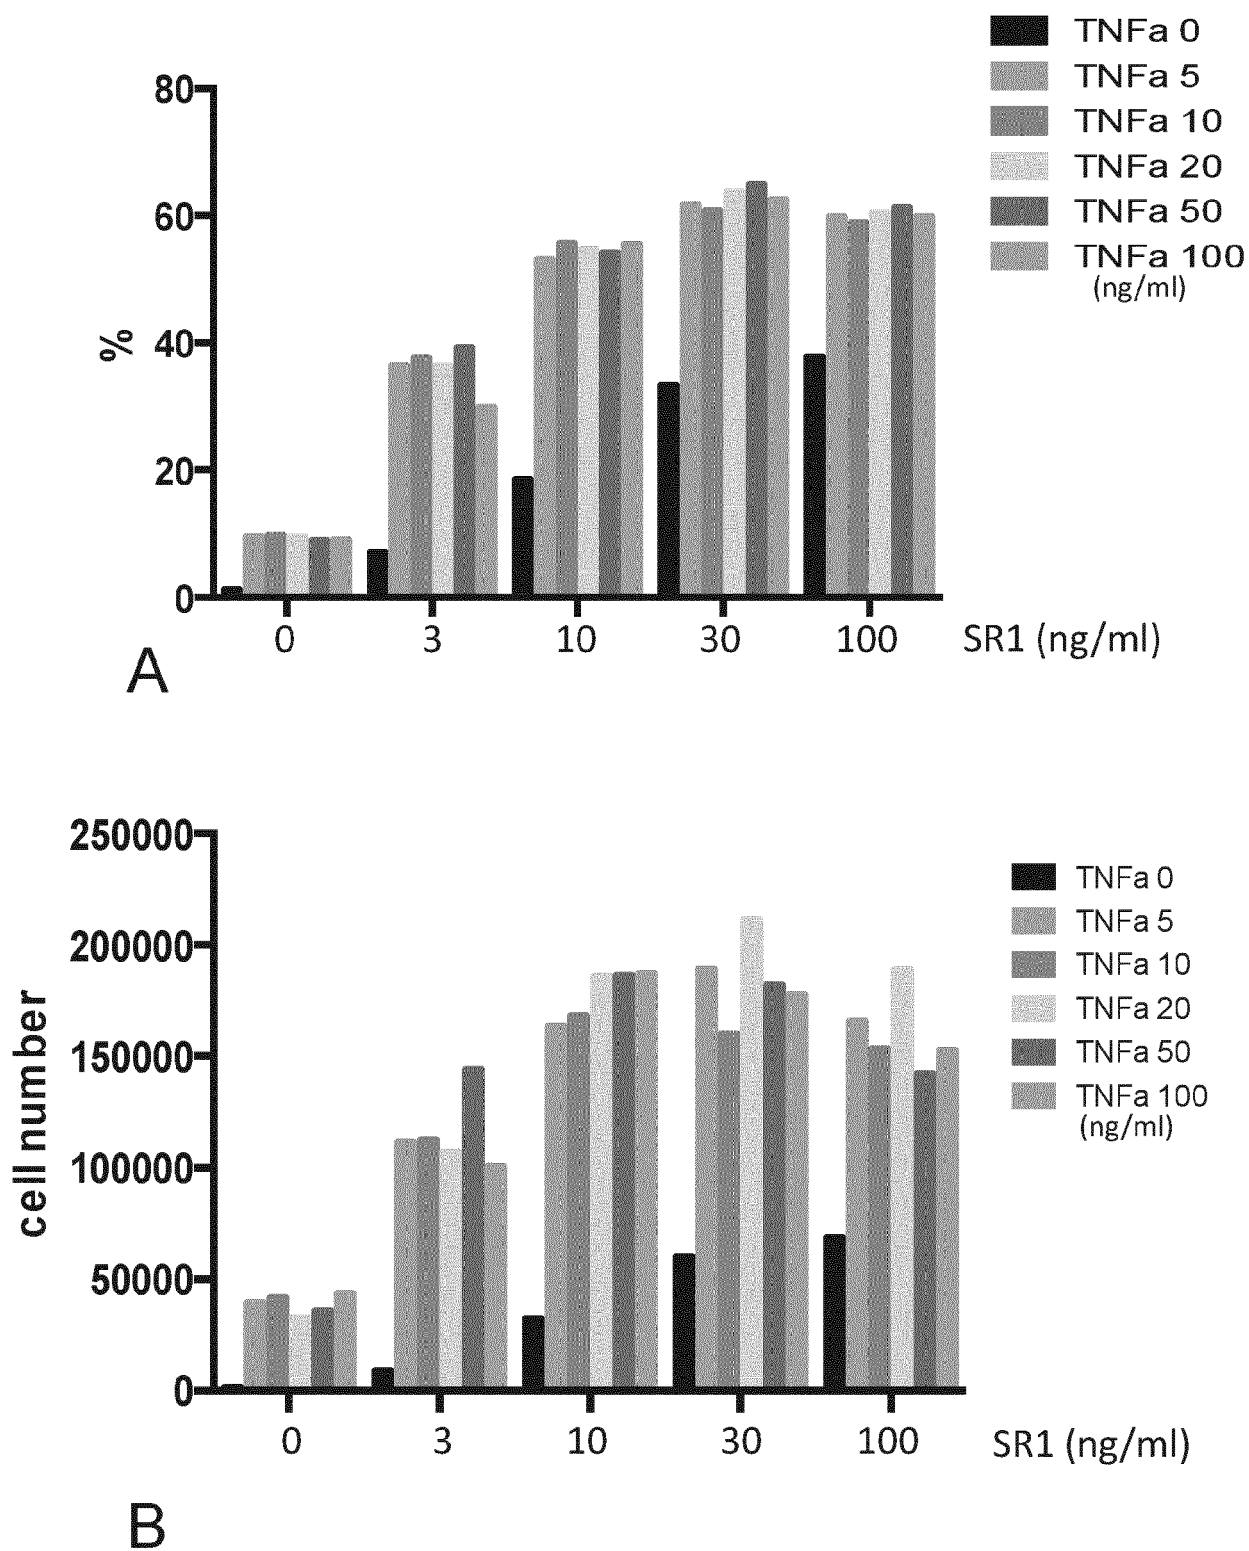 TNFa 0
TNFa 5
TNFa 10
TNFa 20
TNFa 50
TNFa 100
(ng/ml)
80
60
40
20
0
%
0 3 10 30 100 SR1 (ng/ml)
A
250000
200000
150000
100000
50000
0
cell number
TNFa 0
TNFa 5
TNFa 10
TNFa 20
TNFa 50
TNFa 100
(ng/ml)
0 3 10 30 100 SR1 (ng/ml)
B